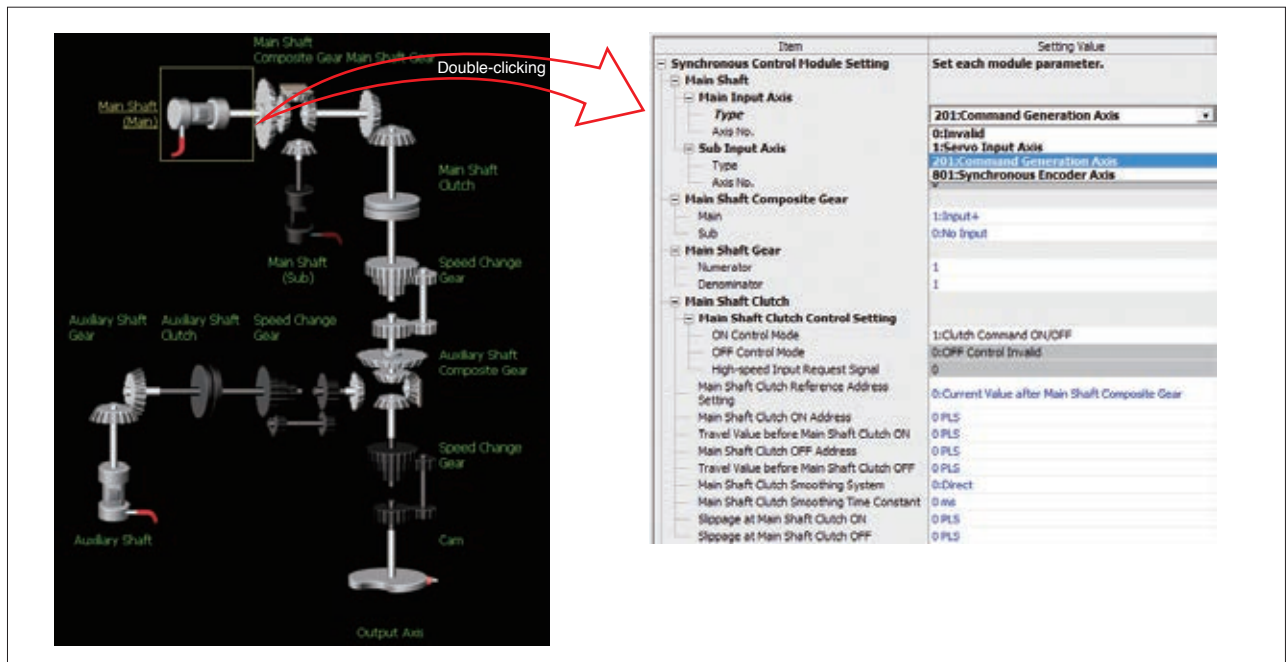 Main Shaft
Composite Gear Main Shaft Gear
Double-clicking
Main Shaft
(Main)
Main Shaft
Clutch
Main Shaft
(Sub)
Speed Change
Gear
Auxiliary Shaft
Gear
Auxiliary Shaft
Clutch
Speed Change
Gear
Auxiliary Shaft
Composite Gear
Speed Change
Gear
Auxiliary Shaft
Cam
Output Axis
Item Setting Value
Synchronous Control Module Setting Set each module parameter.
Main Shaft
Main Input Axis
Type 201:Command Generation Axis
Axis No. 0:Invalid
1:Servo Input Axis
Sub Input Axis
Type 201:Command Generation Axis
801:Synchronous Encoder Axis
Axis No. 0
Main Shaft Composite Gear
Main 1:Input+
Sub 0:No Input
Main Shaft Gear
Numerator 1
Denominator 1
Main Shaft Clutch
Main Shaft Clutch Control Setting
ON Control Mode 1:Clutch Command ON/OFF
OFF Control Mode 0:OFF Control Invalid
High-speed Input Request Signal 0
Main Shaft Clutch Reference Address
Setting 0:Current Value after Main Shaft Composite Gear
Main Shaft Clutch ON Address 0 PLS
Travel Value before Main Shaft Clutch ON 0 PLS
Main Shaft Clutch OFF Address 0 PLS
Travel Value before Main Shaft Clutch OFF 0 PLS
Main Shaft Clutch Smoothing System 0:Direct
Main Shaft Clutch Smoothing Time Constant 0 ms
Slippage at Main Shaft Clutch ON 0 PLS
Slippage at Main Shaft Clutch OFF 0 PLS